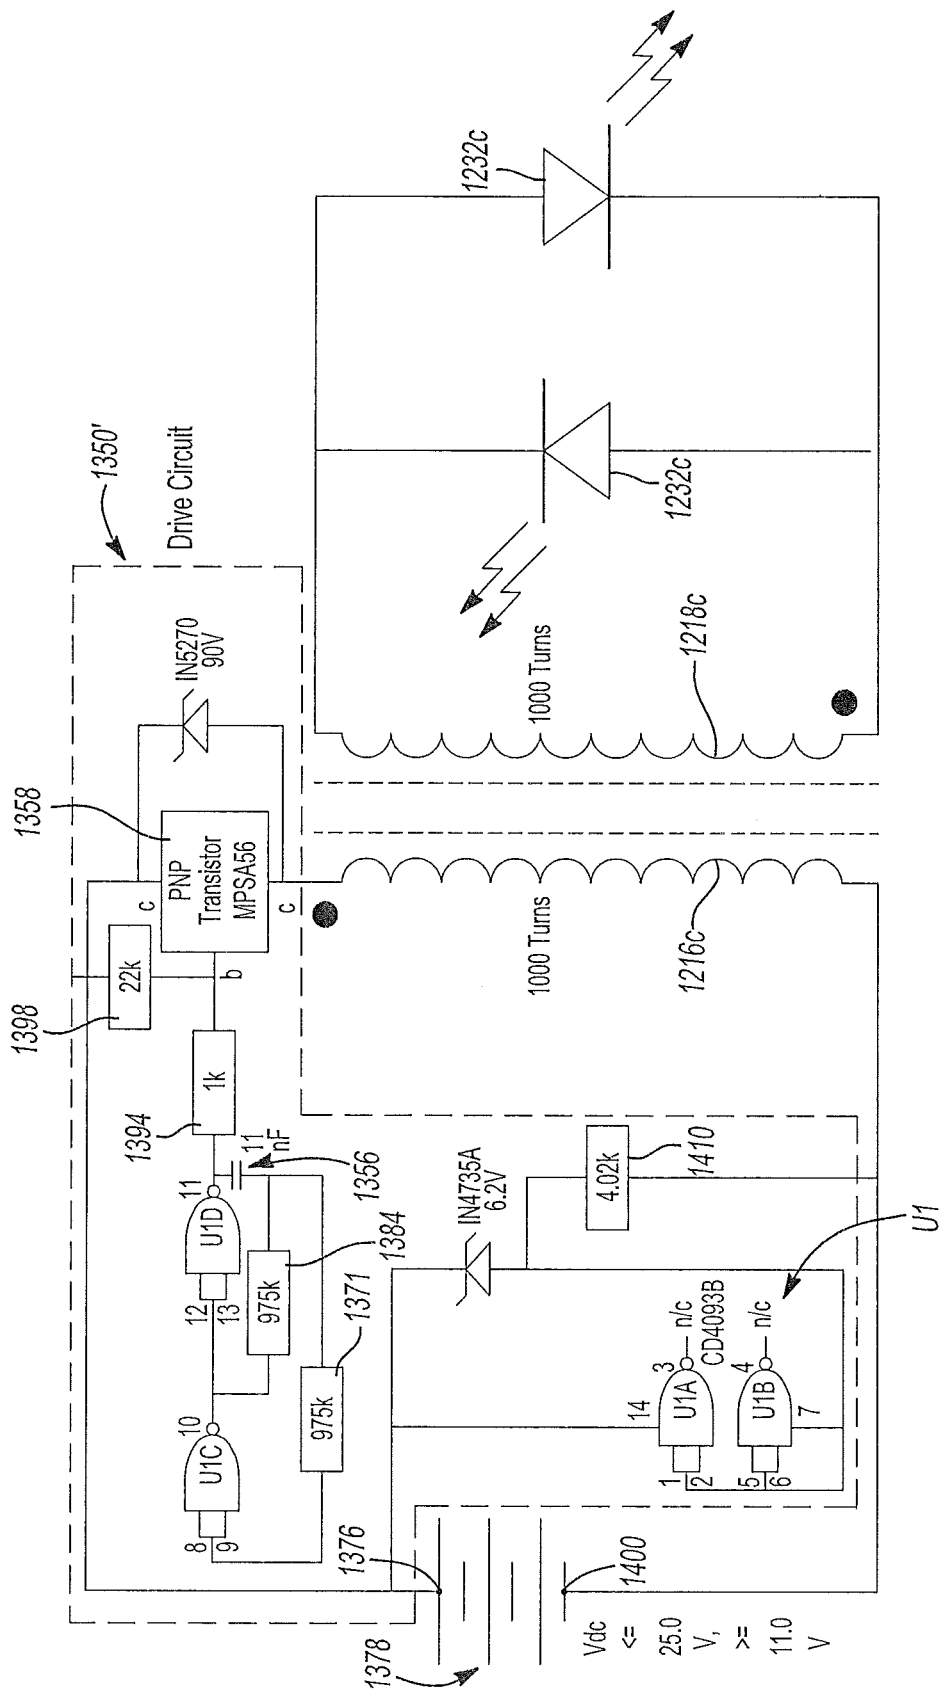 1350'
Drive Circuit
1358
1398
22k
c
PNP
Transistor
MPSA56
c
b
IN5270
90V
1394
1k
11
nF
1356
U1D
11
12
13
975k
1384
975k
1371
U1C
10
8
9
1376
1378
1400
Vdc
<=
25.0
V,
>=
11.0
V
IN4735A
6.2V
4.02k
1410
14
U1A
3
n/c
CD4093B
1
2
U1B
4
n/c
5
6
7
U1
1000 Turns
1216c
1000 Turns
1218c
1232c
1232c